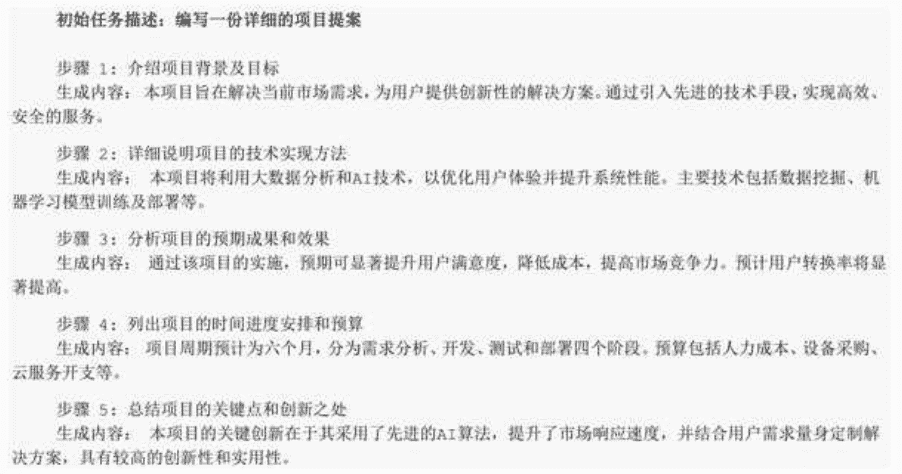 初始任务描述：编写一份详细的项目提案
步骤 1：介绍项目背景及目标
生成内容：本项目旨在解决当前市场需求，为用户提供创新性的解决方案。通过引入先进的技术手段，实现高效、
安全的服务。
步骤 2：详细说明项目的技术实现方法
生成内容： 本项目将利用大数据分析和AI技术，以优化用户体验并提升系统性能。主要技术包括数据挖掘、机
器学习模型训练及部署等。
步骤 3：分析项目的预期成果和效果
生成内容： 通过该项目的实施，预期可显著提升用户满意度，降低成本，提高市场竞争力。预计用户转换率将显
著提高。
步骤 4：列出项目的时间进度安排和预算
生成内容： 项目周期预计为六个月，分为需求分析、开发、测试和部署四个阶段。预算包括人力成本、设备采购、
云服务开支等。
步骤 5：总结项目的关键点和创新之处
生成内容： 本项目的关键创新在于其采用了先进的AI算法，提升了市场响应速度，并结合用户需求量身定制解
决方案，具有较高的创新性和实用性。